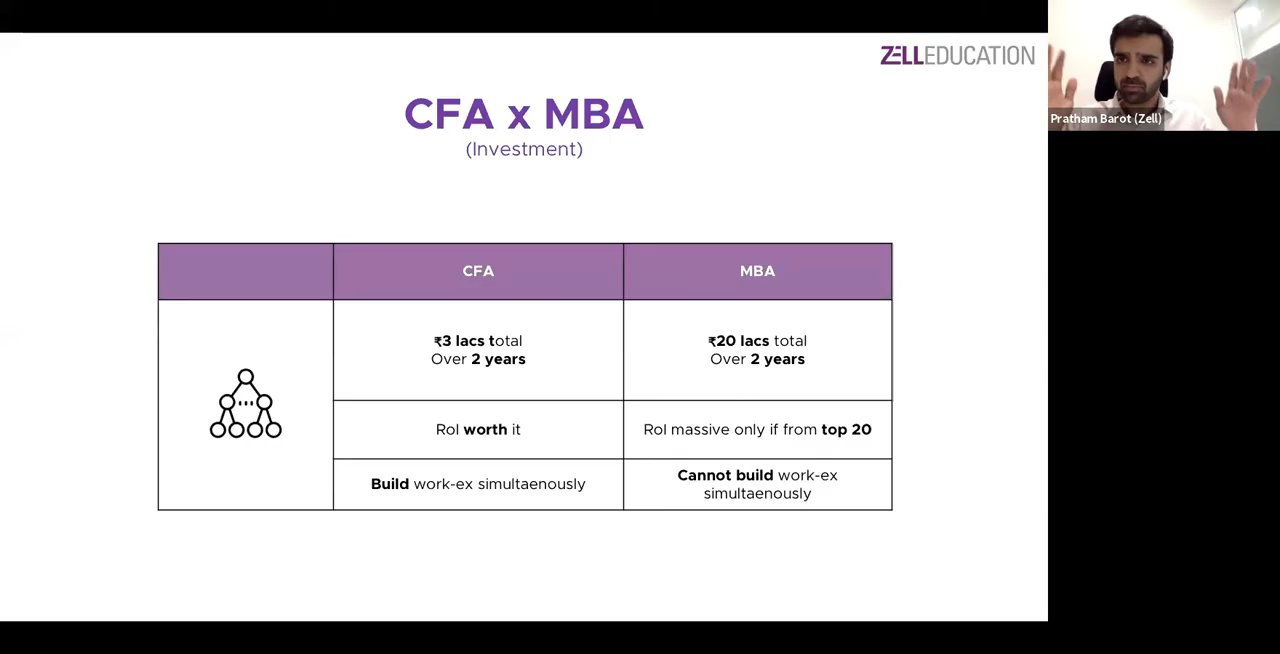 ZELLEDUCATION
CFA x MBA
(Investment)
Pratham Barot (Zell)
CFA
MBA
₹3 lacs total
Over 2 years
₹20 lacs total
Over 2 years
RoI worth it
RoI massive only if from top 20
Build work-ex simultaenously
Cannot build work-ex
simultaenously